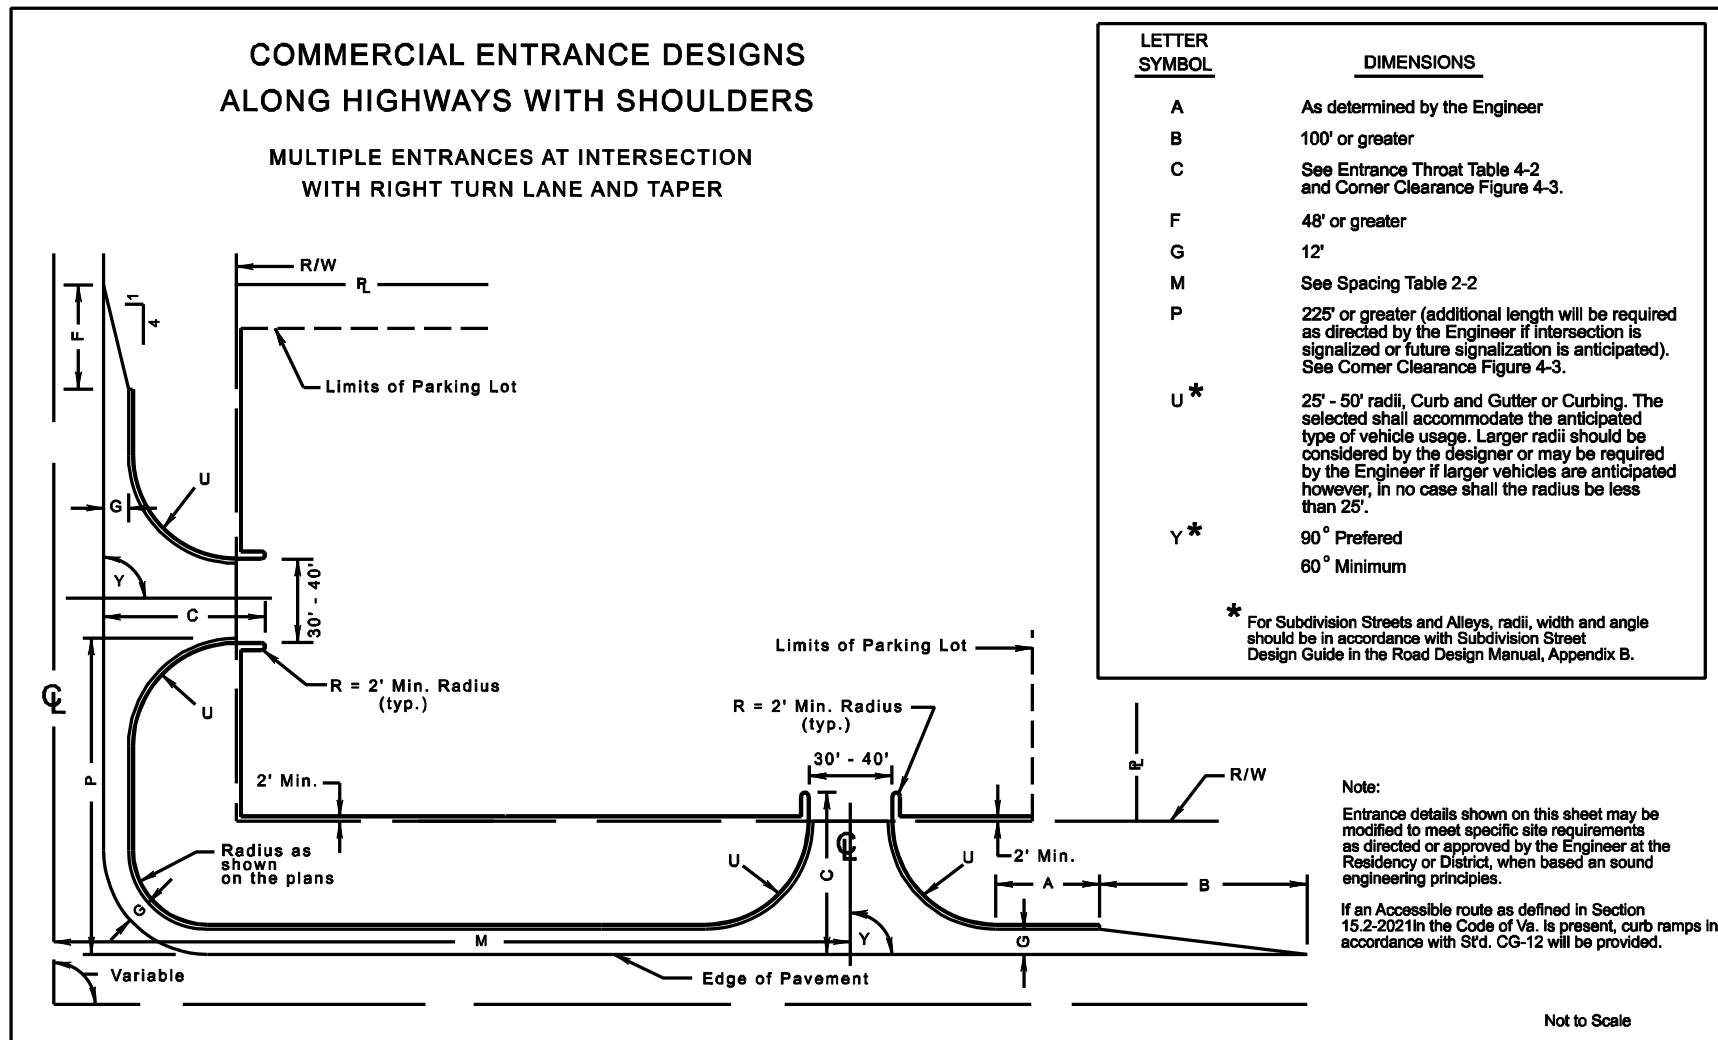 COMMERCIAL ENTRANCE DESIGNS
ALONG HIGHWAYS WITH SHOULDERS
MULTIPLE ENTRANCES AT INTERSECTION
WITH RIGHT TURN LANE AND TAPER
LETTER
SYMBOL
DIMENSIONS
A As determined by the Engineer
B 100' or greater
C See Entrance Throat Table 4-2
and Corner Clearance Figure 4-3.
F 48' or greater
G 12'
M See Spacing Table 2-2
P 225' or greater (additional length will be required
as directed by the Engineer if intersection is
signalized or future signalization is anticipated).
See Corner Clearance Figure 4-3.
U* 25' - 50' radii, Curb and Gutter or Curbing. The
selected shall accommodate the anticipated
type of vehicle usage. Larger radii should be
considered by the designer or may be required
by the Engineer if larger vehicles are anticipated
however, in no case shall the radius be less
than 25'.
Y* 90° Prefered
60° Minimum
* For Subdivision Streets and Alleys, radii, width and angle
should be in accordance with Subdivision Street
Design Guide in the Road Design Manual, Appendix B.
R/W
PL
F
1
4
Limits of Parking Lot
U
G
Y
C
30' - 40'
Limits of Parking Lot
CL
R = 2' Min. Radius
(typ.)
U
R = 2' Min. Radius
(typ.)
30' - 40'
P
2' Min.
PL
R/W
Radius as
shown
on the plans
G
U
C
CL
U
2' Min.
A
B
M
Y
G
Variable
Edge of Pavement
Note:
Entrance details shown on this sheet may be
modified to meet specific site requirements
as directed or approved by the Engineer at the
Residency or District, when based an sound
engineering principies.
If an Accessible route as defined in Section
15.2-2021in the Code of Va. is present, curb ramps in
accordance with St'd. CG-12 will be provided.
Not to Scale